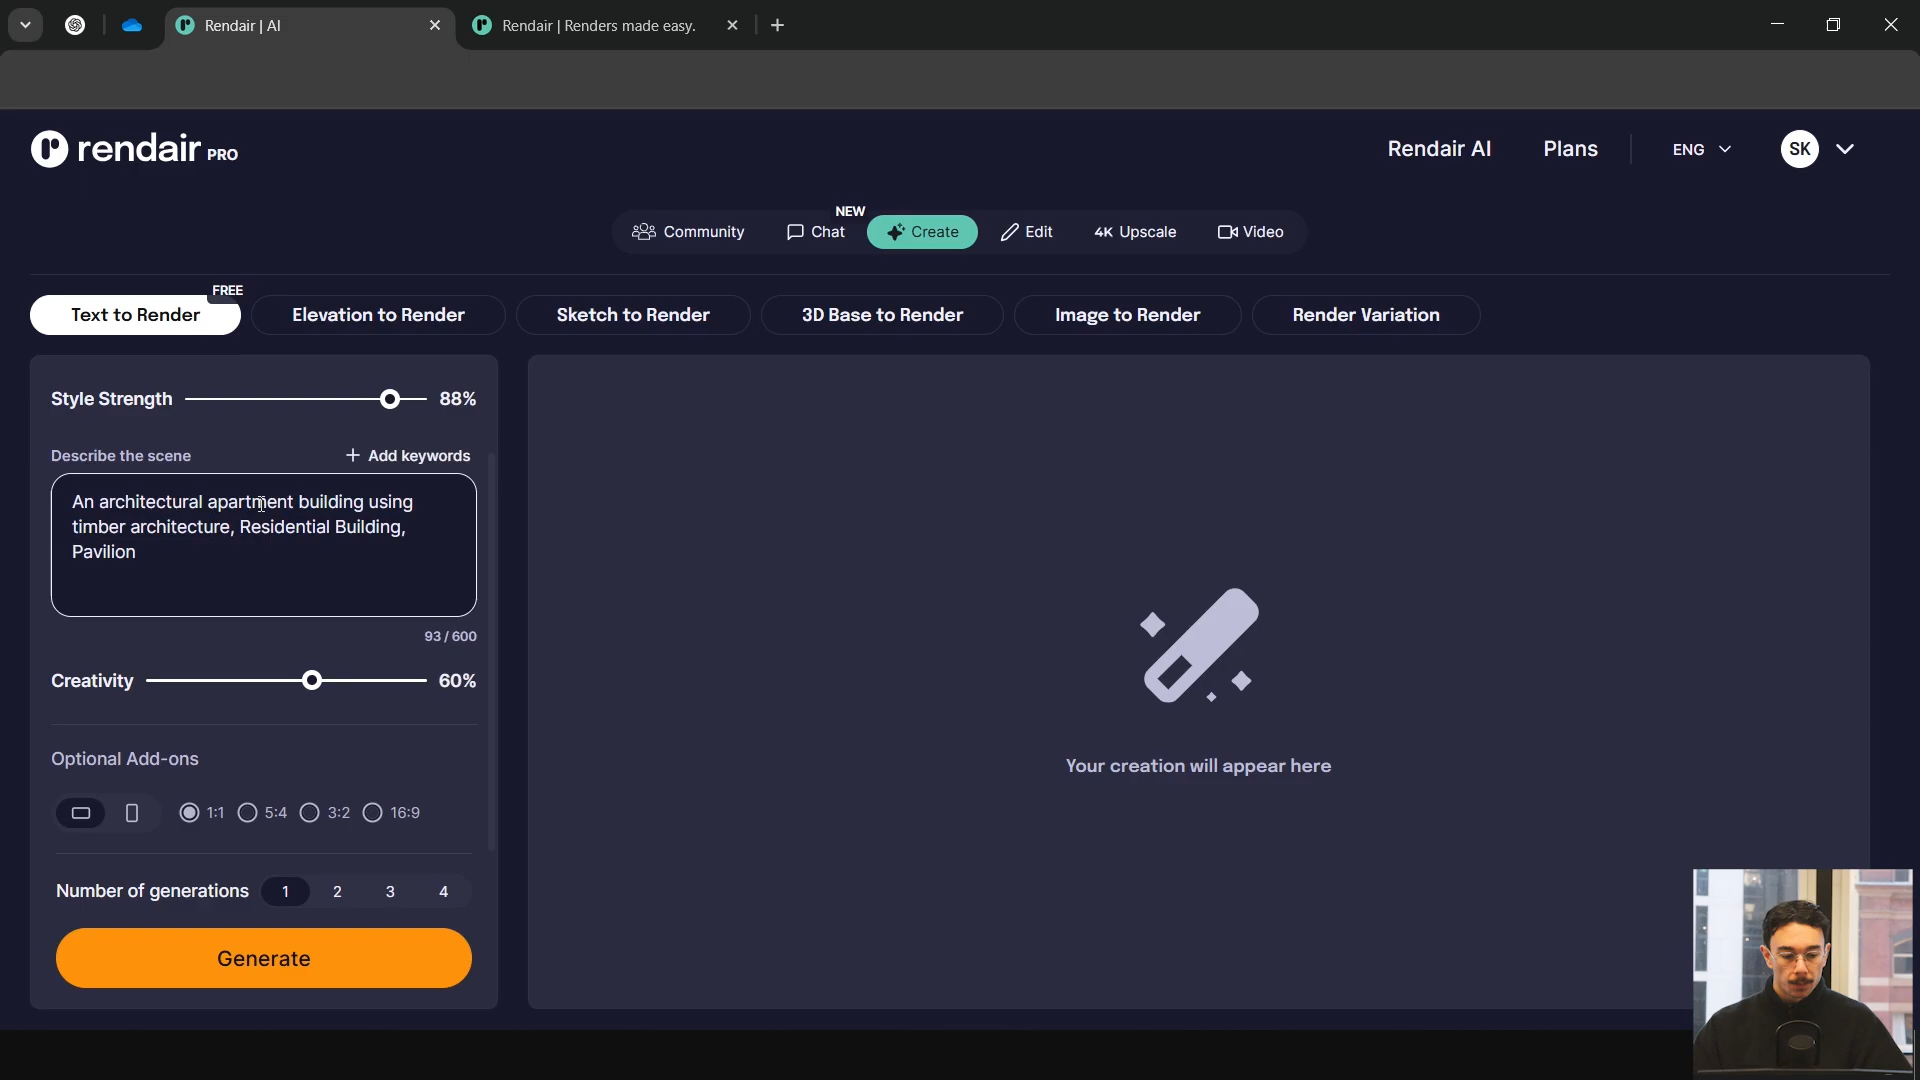 Rendair | AI
Rendair | Renders made easy.
rendair PRO
Rendair AI
Plans
ENG
SK
Community
Chat
NEW
Create
Edit
4K Upscale
Video
Text to Render
FREE
Elevation to Render
Sketch to Render
3D Base to Render
Image to Render
Render Variation
Style Strength
88%
Describe the scene
Add keywords
An architectural apartment building using
timber architecture, Residential Building,
Pavilion
93 / 600
Creativity
60%
Optional Add-ons
1:1
5:4
3:2
16:9
Number of generations
1
2
3
4
Generate
Your creation will appear here